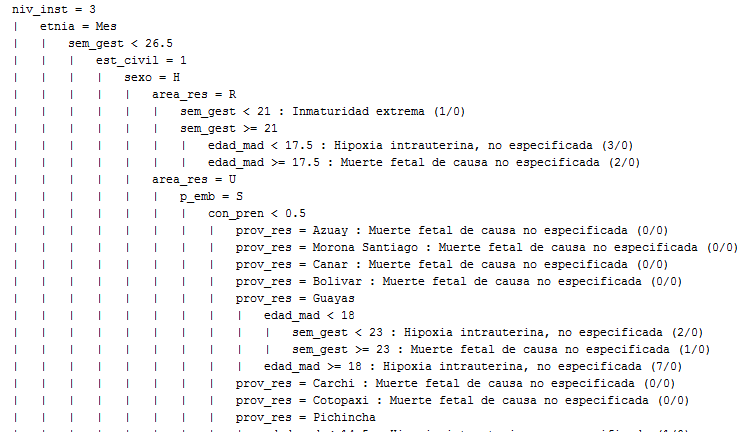 niv_inst = 3
| etnia = Mes
| | sem_gest < 26.5
| | | est_civil = 1
| | | | sexo = H
| | | | | area_res = R
| | | | | | sem_gest < 21 : Inmaturidad extrema (1/0)
| | | | | | sem_gest >= 21
| | | | | | | edad_mad < 17.5 : Hipoxia intrauterina, no especificada (3/0)
| | | | | | | edad_mad >= 17.5 : Muerte fetal de causa no especificada (2/0)
| | | | | area_res = U
| | | | | | p_emb = S
| | | | | | | con_pren < 0.5
| | | | | | | | prov_res = Azuay : Muerte fetal de causa no especificada (0/0)
| | | | | | | | prov_res = Morona Santiago : Muerte fetal de causa no especificada (0/0)
| | | | | | | | prov_res = Canar : Muerte fetal de causa no especificada (0/0)
| | | | | | | | prov_res = Bolivar : Muerte fetal de causa no especificada (0/0)
| | | | | | | | prov_res = Guayas
| | | | | | | | | edad_mad < 18
| | | | | | | | | | sem_gest < 23 : Hipoxia intrauterina, no especificada (2/0)
| | | | | | | | | | sem_gest >= 23 : Muerte fetal de causa no especificada (1/0)
| | | | | | | | | edad_mad >= 18 : Hipoxia intrauterina, no especificada (7/0)
| | | | | | | | prov_res = Carchi : Muerte fetal de causa no especificada (0/0)
| | | | | | | | prov_res = Cotopaxi : Muerte fetal de causa no especificada (0/0)
| | | | | | | | prov_res = Pichincha